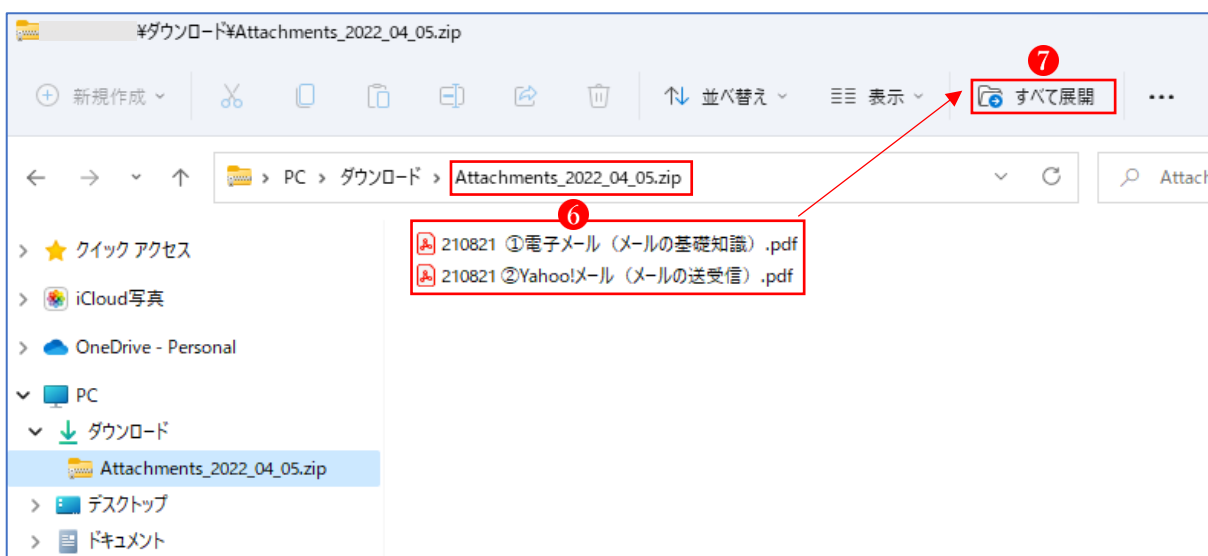 ¥ダウンロード¥Attachments_2022_04_05.zip
❼
新規作成 並べ替え 表示 すべて展開 •••
PC > ダウンロード > Attachments_2022_04_05.zip Attach
❻
210821 ①電子メール（メールの基礎知識）.pdf
210821 ②Yahoo!メール（メールの送受信）.pdf
クイック アクセス
iCloud写真
OneDrive - Personal
PC
ダウンロード
Attachments_2022_04_05.zip
デスクトップ
ドキュメント